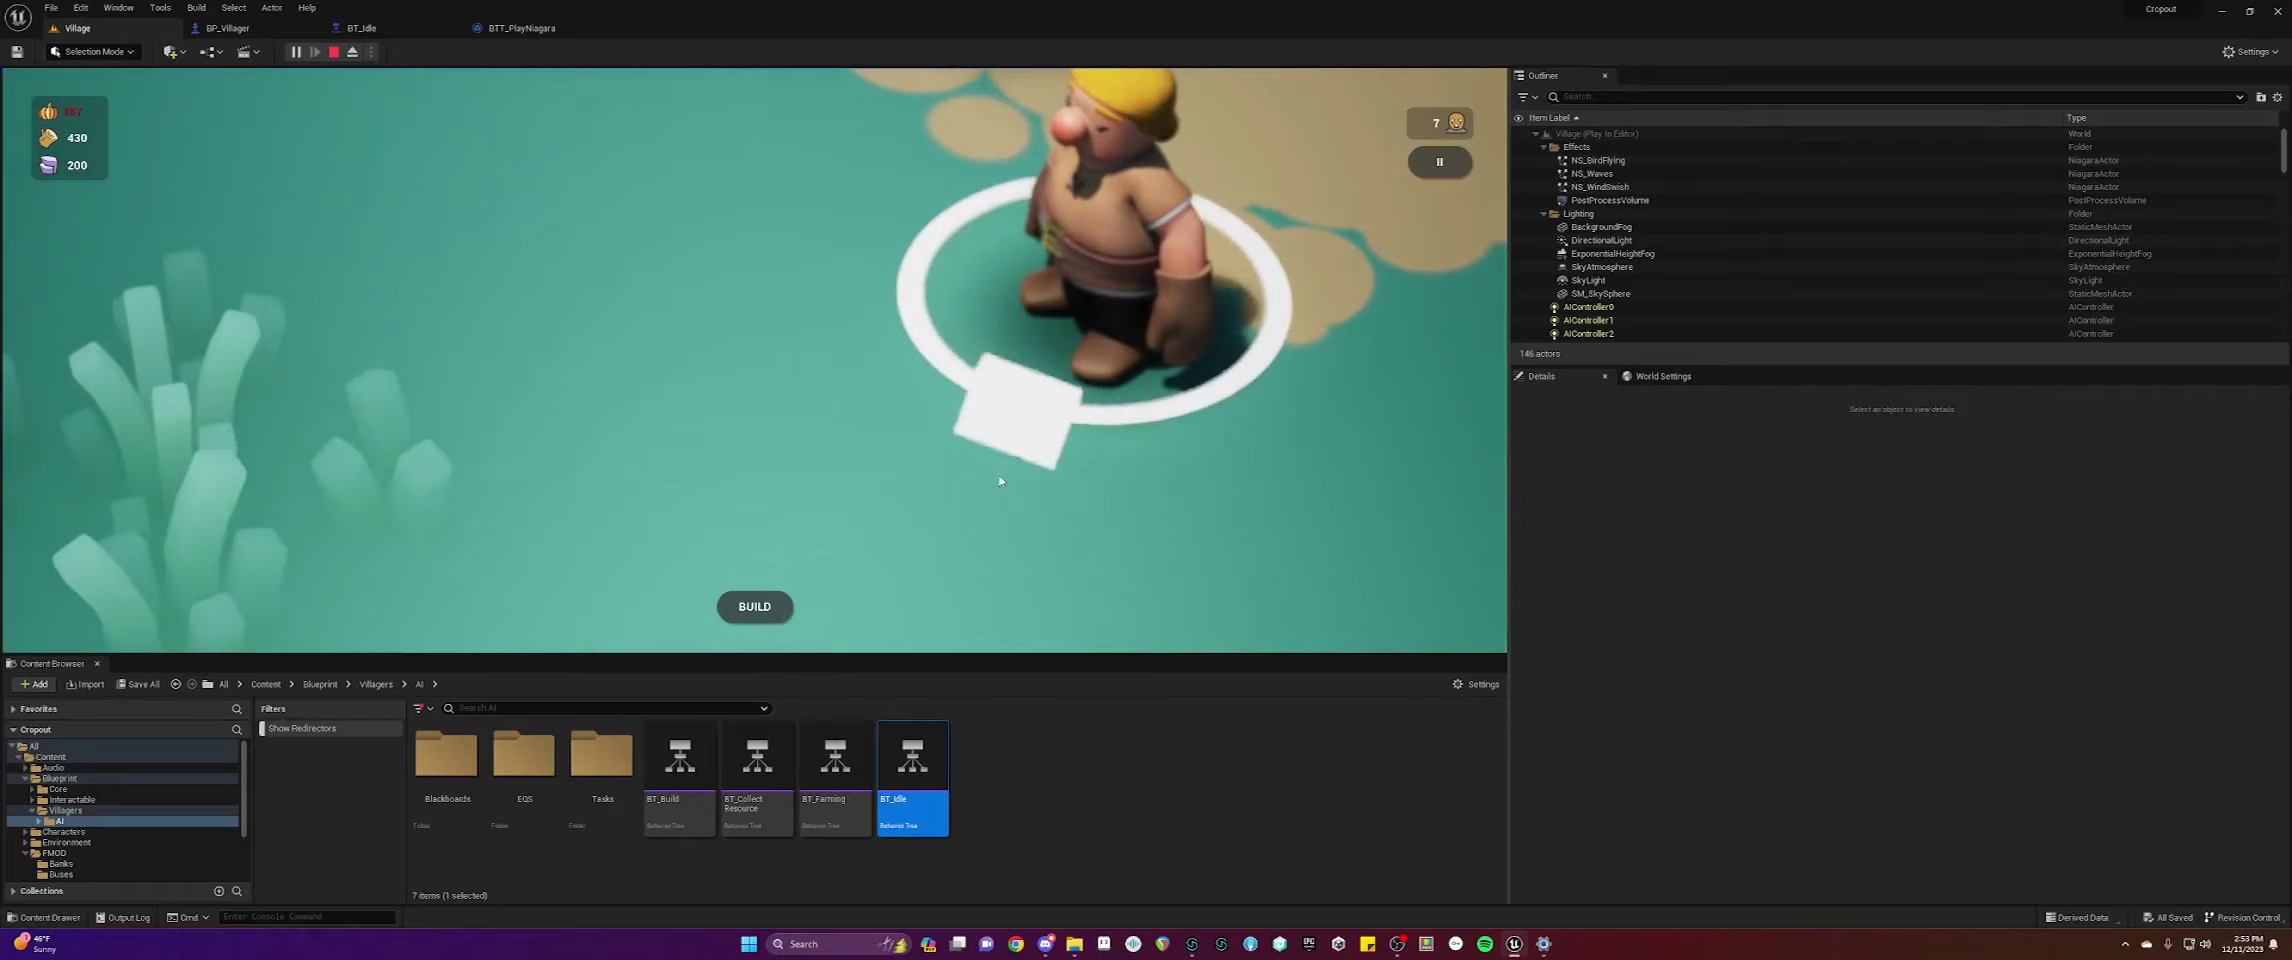 File Edit Window Tools Build Select Actor Help
Cropout
Village
BP_Villager
BT_Idle
BTT_PlayNiagara
Selection Mode
Settings
430
200
7
BUILD
Outliner
Search...
Item Label
Type
Village (Play In Editor)
World
Effects
Folder
NS_BirdFlying
NiagaraActor
NS_Waves
NiagaraActor
NS_WindSwish
NiagaraActor
PostProcessVolume
PostProcessVolume
Lighting
Folder
BackgroundFog
StaticMeshActor
DirectionalLight
DirectionalLight
ExponentialHeightFog
ExponentialHeightFog
SkyAtmosphere
SkyAtmosphere
SkyLight
SkyLight
SM_SkySphere
StaticMeshActor
AIController0
AIController
AIController1
AIController
AIController2
AIController
146 actors
Details
World Settings
Select an object to view details.
Content Browser
Add
Import
Save All
All
Content
Blueprint
Villagers
AI
Settings
Favorites
Filters
Search AI
Cropout
Show Redirectors
All
Content
Audio
Blueprint
Core
Interactable
Villagers
AI
Characters
Environment
FMOD
Banks
Buses
Collections
Blackboards
Folder
EQS
Folder
Tasks
Folder
BT_Build
Behavior Tree
BT_Collect
Resource
Behavior Tree
BT_Farming
Behavior Tree
BT_Idle
Behavior Tree
7 items (1 selected)
Content Drawer
Output Log
Cmd
Enter Console Command
Derived Data
All Saved
Revision Control
46°F
Sunny
Search
2:53 PM
12/11/2023